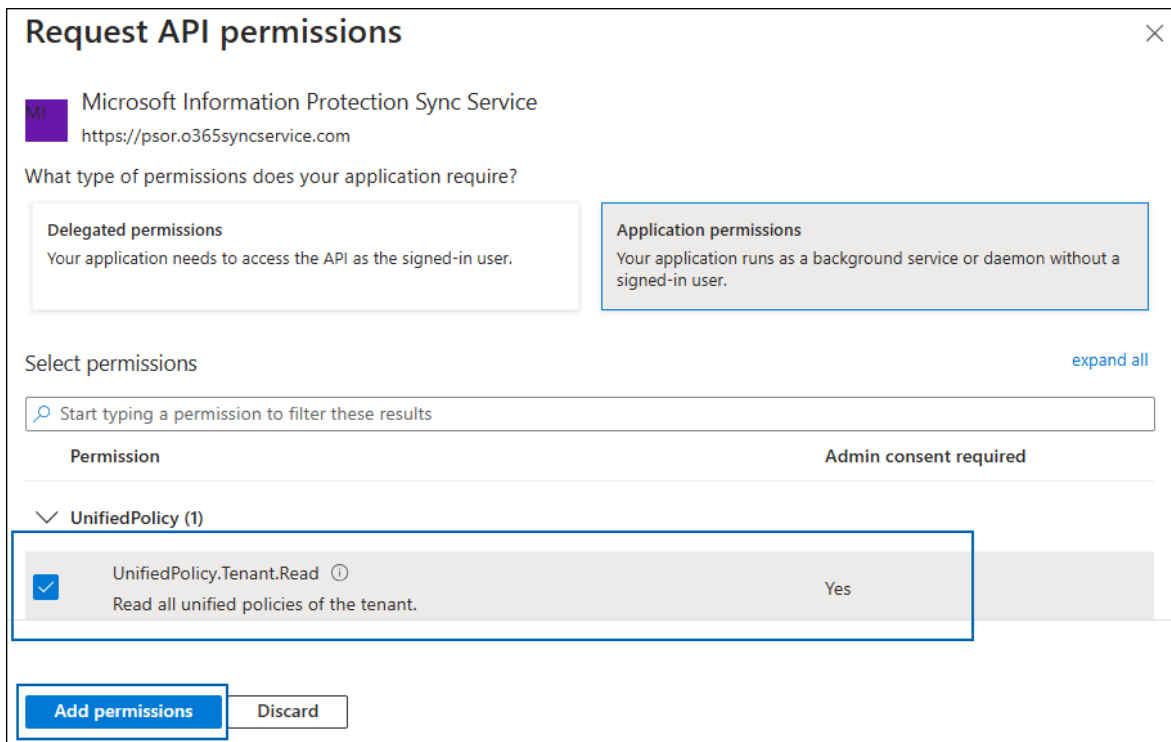 Request API permissions
MI
Microsoft Information Protection Sync Service
https://psor.o365syncservice.com
What type of permissions does your application require?
Delegated permissions
Your application needs to access the API as the signed-in user.
Application permissions
Your application runs as a background service or daemon without a
signed-in user.
Select permissions
expand all
Start typing a permission to filter these results
Permission
Admin consent required
UnifiedPolicy (1)
UnifiedPolicy.Tenant.Read
Read all unified policies of the tenant.
Yes
Add permissions
Discard